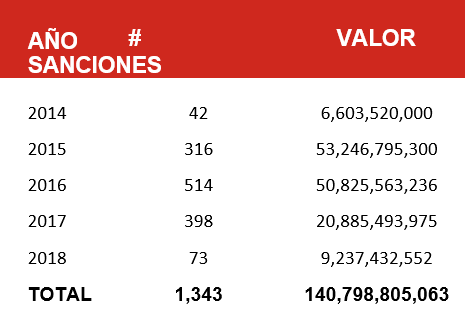 AÑO # VALOR
SANCIONES
2014 42 6,603,520,000
2015 316 53,246,795,300
2016 514 50,825,563,236
2017 398 20,885,493,975
2018 73 9,237,432,552
TOTAL 1,343 140,798,805,063